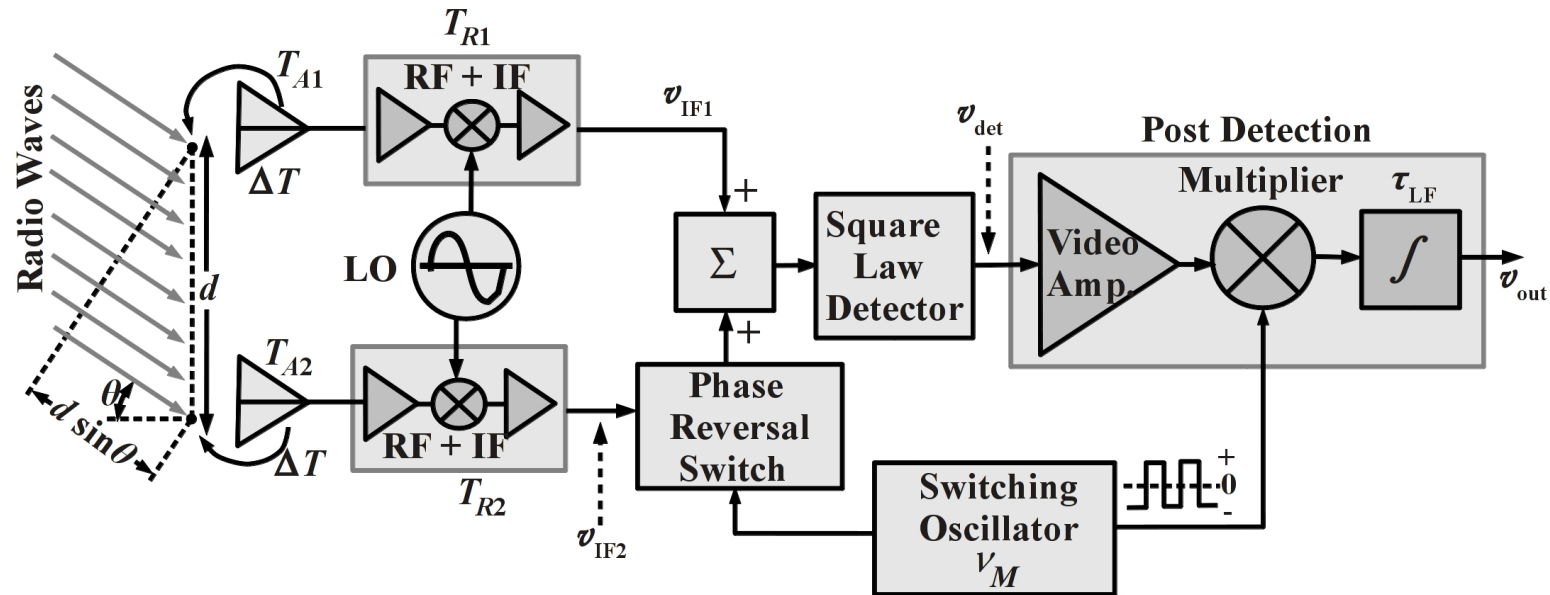 Radio Waves
T_A1
ΔT
d
θ
d sinθ
T_A2
ΔT
T_R1
RF + IF
LO
RF + IF
T_R2
v_IF1
v_IF2
+
Σ
+
Phase
Reversal
Switch
Square
Law
Detector
v_det
Post Detection
Video
Amp.
Multiplier
τ_LF
∫
v_out
Switching
Oscillator
ν_M
+
0
-